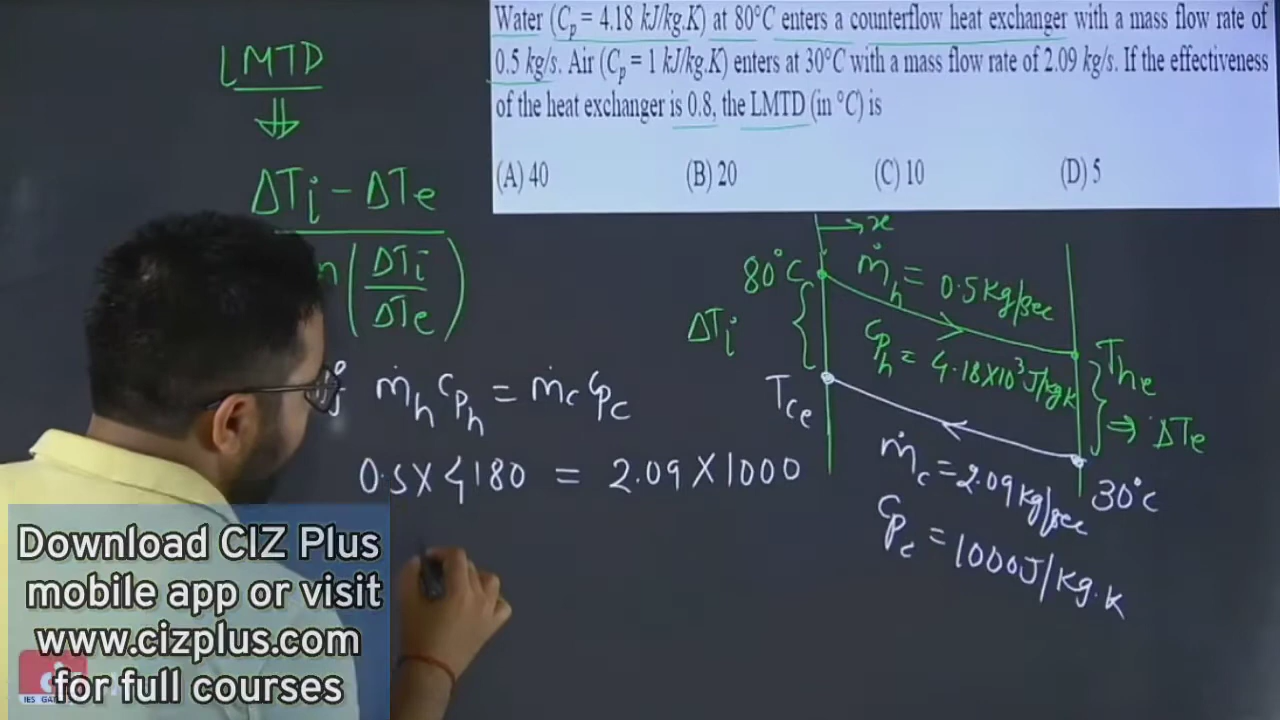 Water (Cp = 4.18 kJ/kg.K) at 80°C enters a counterflow heat exchanger with a mass flow rate of
0.5 kg/s. Air (Cp = 1 kJ/kg.K) enters at 30°C with a mass flow rate of 2.09 kg/s. If the effectiveness
of the heat exchanger is 0.8, the LMTD (in °C) is
(A) 40 (B) 20 (C) 10 (D) 5
LMTD
⇓
ΔTi − ΔTe
(ΔTi
ΔTe)
ṁh Cph = ṁc Cpc
0.5 × 4180 = 2.09 × 1000
→ x
80°C
ṁh = 0.5 Kg/sec
Cph = 4.18×10³ J/kg K
ΔTi
The
⇒ ΔTe
Tce
ṁc = 2.09 kg/sec
30°C
Cpc = 1000 J/Kg.K
Download CIZ Plus
mobile app or visit
www.cizplus.com
for full courses